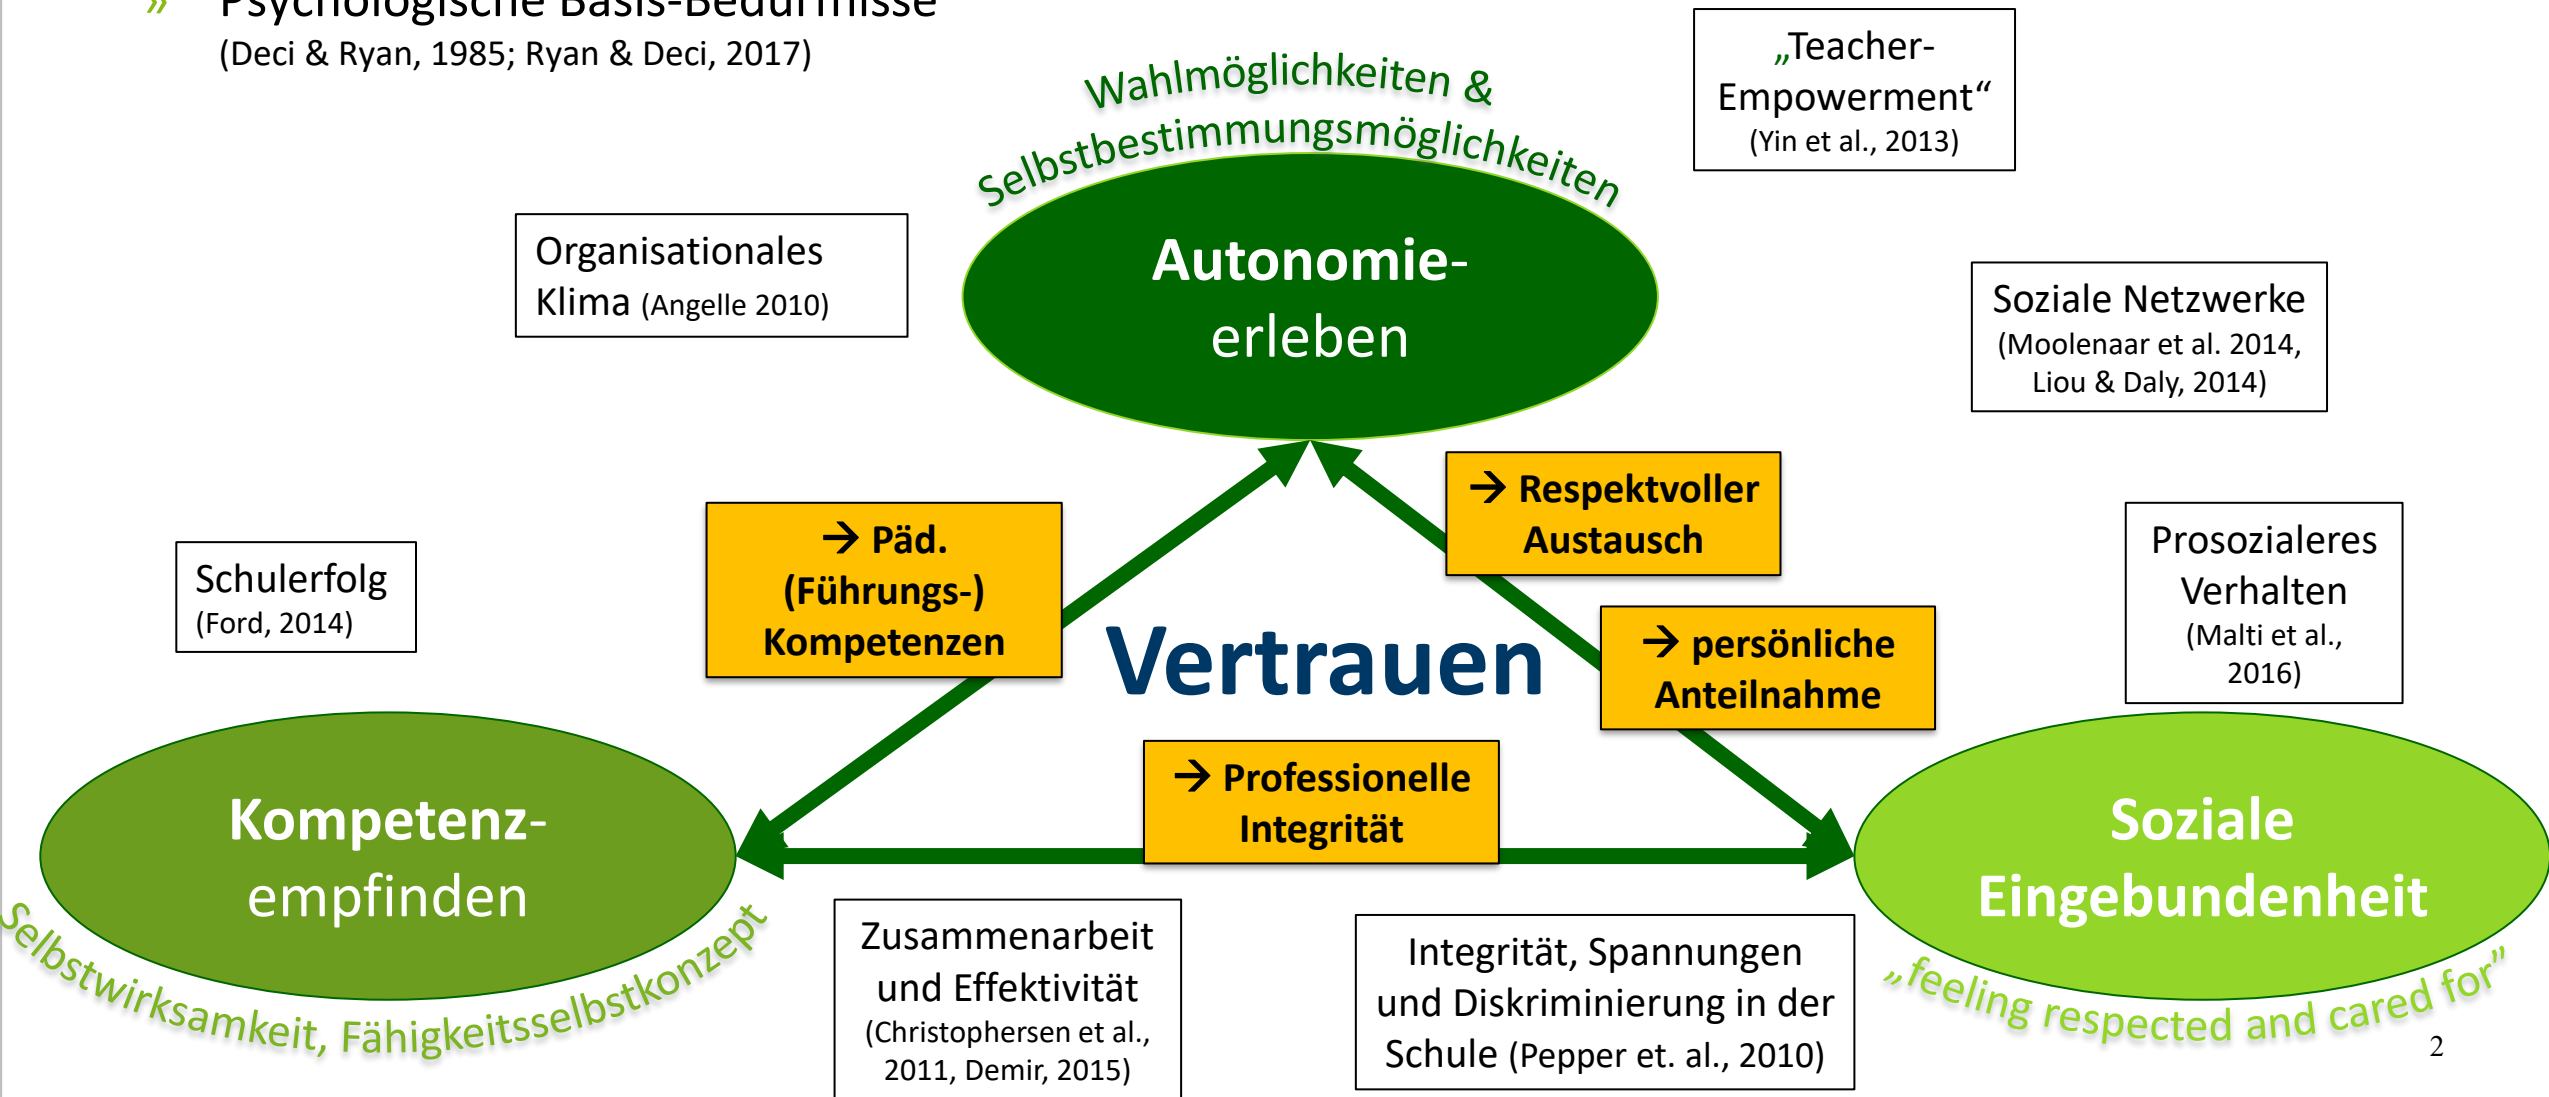 » Psychologische Basis-Bedürfnisse
(Deci & Ryan, 1985; Ryan & Deci, 2017)
Wahlmöglichkeiten &
Selbstbestimmungsmöglichkeiten
„Teacher-
Empowerment“
(Yin et al., 2013)
Organisationales
Klima (Angelle 2010)
Autonomie-
erleben
Soziale Netzwerke
(Moolenaar et al. 2014,
Liou & Daly, 2014)
→ Respektvoller
Austausch
→ Päd.
(Führungs-)
Kompetenzen
Schulerfolg
(Ford, 2014)
Prosozialeres
Verhalten
(Malti et al.,
2016)
Vertrauen
→ persönliche
Anteilnahme
→ Professionelle
Integrität
Kompetenz-
empfinden
Selbstwirksamkeit, Fähigkeitsselbstkonzept
Soziale
Eingebundenheit
„feeling respected and cared for”
Zusammenarbeit
und Effektivität
(Christophersen et al.,
2011, Demir, 2015)
Integrität, Spannungen
und Diskriminierung in der
Schule (Pepper et. al., 2010)
2